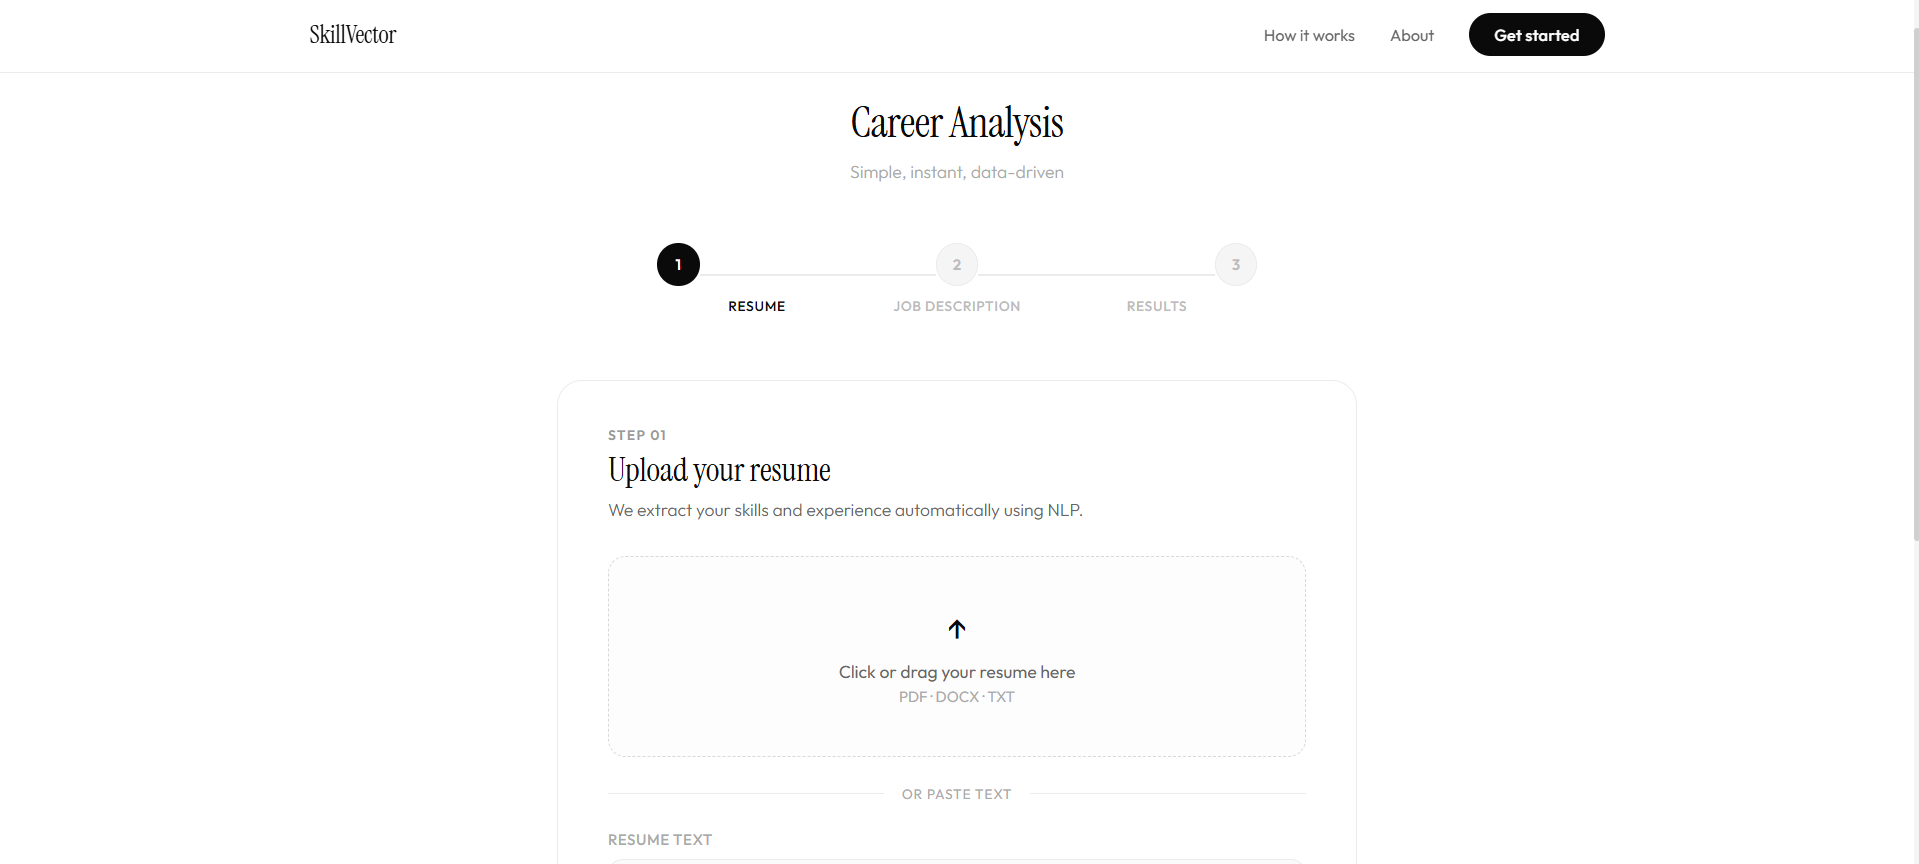 SkillVector
How it works
About
Get started
Career Analysis
Simple, instant, data-driven
1
2
3
RESUME
JOB DESCRIPTION
RESULTS
STEP 01
Upload your resume
We extract your skills and experience automatically using NLP.
Click or drag your resume here
PDF · DOCX · TXT
OR PASTE TEXT
RESUME TEXT